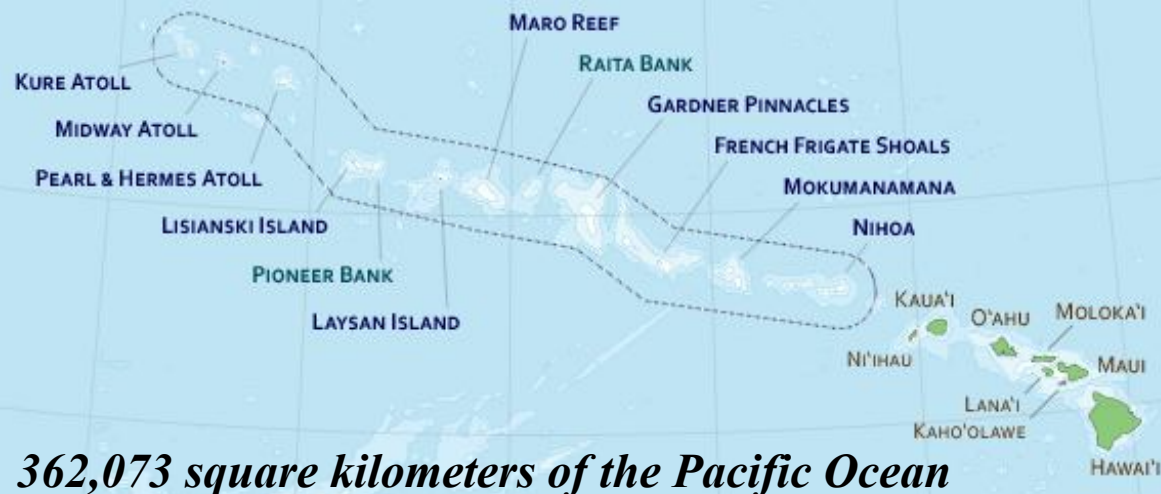 MARO REEF
RAITA BANK
KURE ATOLL
GARDNER PINNACLES
MIDWAY ATOLL
FRENCH FRIGATE SHOALS
PEARL & HERMES ATOLL
MOKUMANAMANA
LISIANSKI ISLAND
NIHOA
PIONEER BANK
LAYSAN ISLAND
KAUA'I
O'AHU
MOLOKA'I
NI'IHAU
MAUI
LANA'I
KAHO'OLAWE
HAWAI'I
362,073 square kilometers of the Pacific Ocean